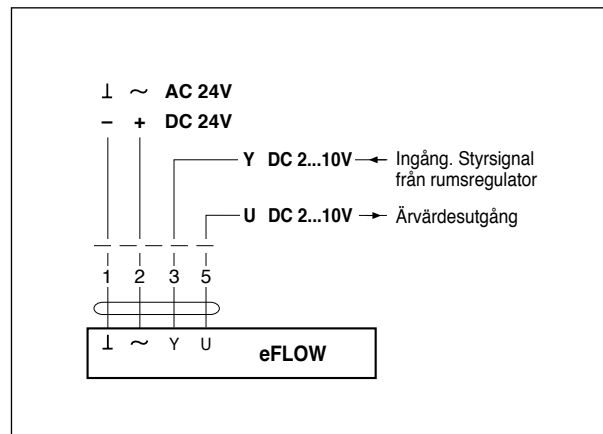 ⊥ ~ AC 24V
– + DC 24V
Y DC 2...10V Ingång. Styrsignal
från rumsregulator
U DC 2...10V Ärvärdesutgång
1 2 3 5
⊥ ~ Y U eFLOW